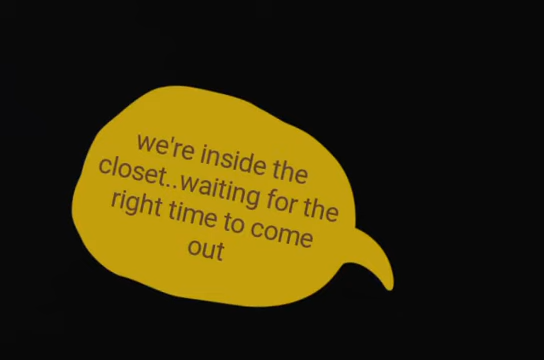 we're inside the
closet..waiting for the
right time to come
out